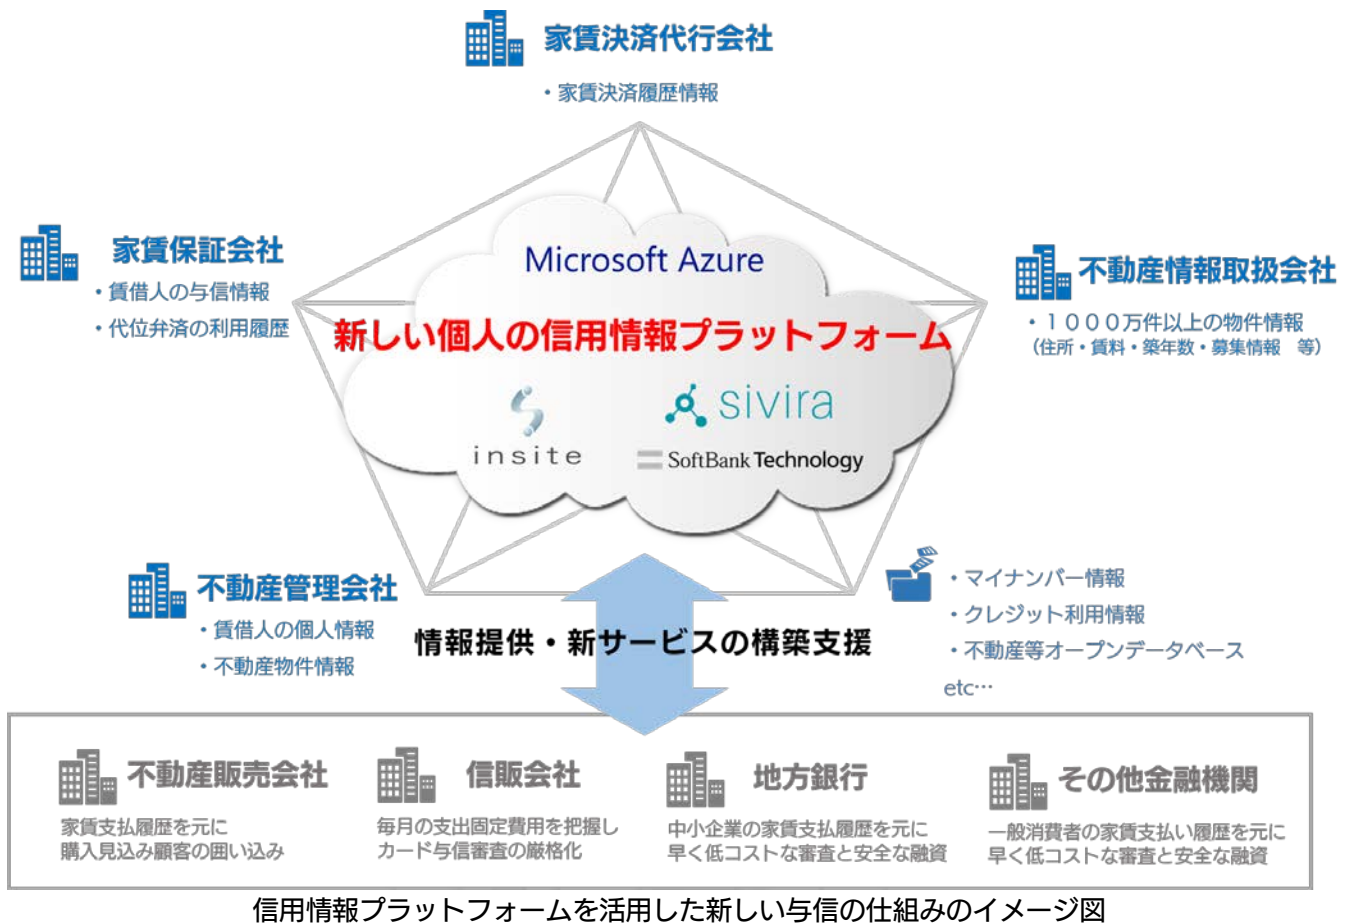 家賃決済代行会社
・家賃決済履歴情報
家賃保証会社
・賃借人の与信情報
・代位弁済の利用履歴
Microsoft Azure
新しい個人の信用情報プラットフォーム
insite
sivira
SoftBank Technology
不動産情報取扱会社
・１０００万件以上の物件情報
（住所・賃料・築年数・募集情報　等）
不動産管理会社
・賃借人の個人情報
・不動産物件情報
・マイナンバー情報
・クレジット利用情報
・不動産等オープンデータベース
etc…
情報提供・新サービスの構築支援
不動産販売会社
家賃支払履歴を元に
購入見込み顧客の囲い込み
信販会社
毎月の支出固定費用を把握し
カード与信審査の厳格化
地方銀行
中小企業の家賃支払履歴を元に
早く低コストな審査と安全な融資
その他金融機関
一般消費者の家賃支払い履歴を元に
早く低コストな審査と安全な融資
信用情報プラットフォームを活用した新しい与信の仕組みのイメージ図